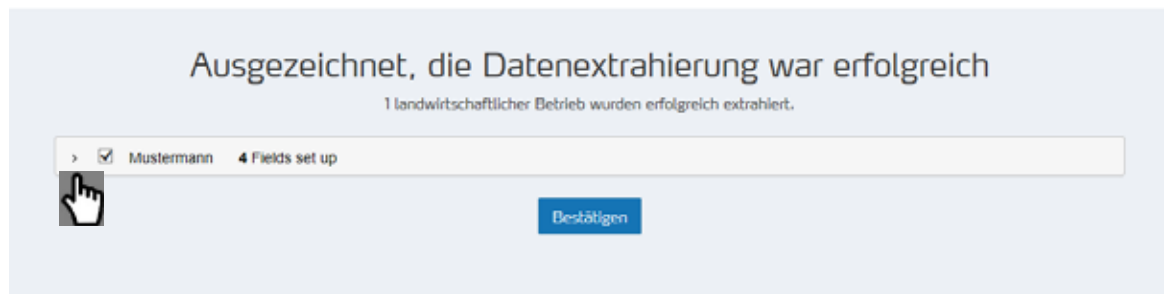 Ausgezeichnet, die Datenextrahierung war erfolgreich
1 landwirtschaftlicher Betrieb wurden erfolgreich extrahiert.
› Mustermann 4 Fields set up
Bestätigen